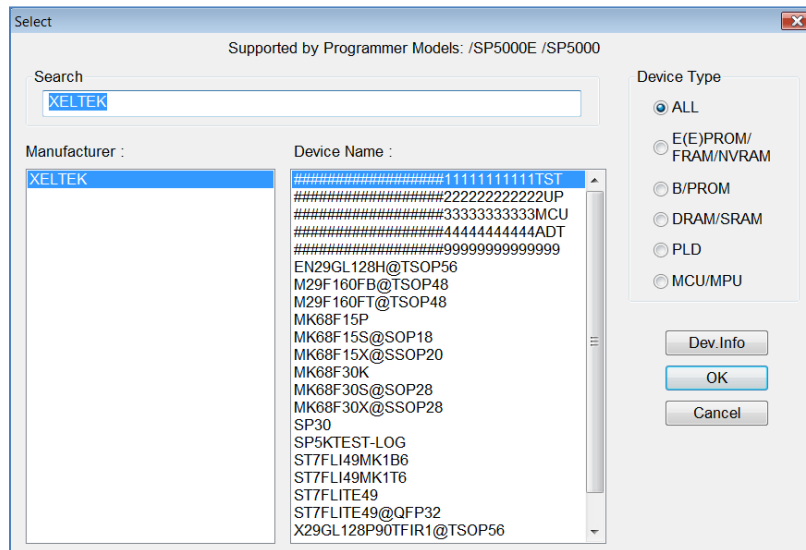 Select
Supported by Programmer Models: /SP5000E /SP5000
Search
XELTEK
Manufacturer :
XELTEK
Device Name :
##################11111111111TST
##################222222222222UP
##################33333333333MCU
##################44444444444ADT
##################99999999999999
EN29GL128H@TSOP56
M29F160FB@TSOP48
M29F160FT@TSOP48
MK68F15P
MK68F15S@SOP18
MK68F15X@SSOP20
MK68F30K
MK68F30S@SOP28
MK68F30X@SSOP28
SP30
SP5KTEST-LOG
ST7FLI49MK1B6
ST7FLI49MK1T6
ST7FLITE49
ST7FLITE49@QFP32
X29GL128P90TFIR1@TSOP56
Device Type
ALL
E(E)PROM/
FRAM/NVRAM
B/PROM
DRAM/SRAM
PLD
MCU/MPU
Dev.Info
OK
Cancel